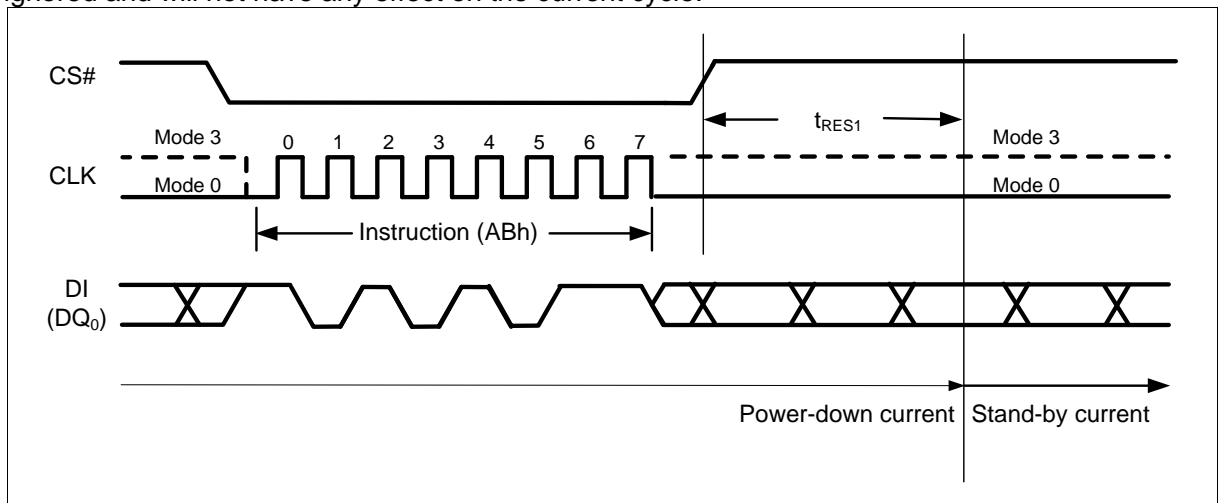 ignored and will not have any effect on the current cycle.
CS#
tRES1
Mode 3
0 1 2 3 4 5 6 7
Mode 3
CLK
Mode 0
Mode 0
Instruction (ABh)
DI
(DQ0)
Power-down current
Stand-by current